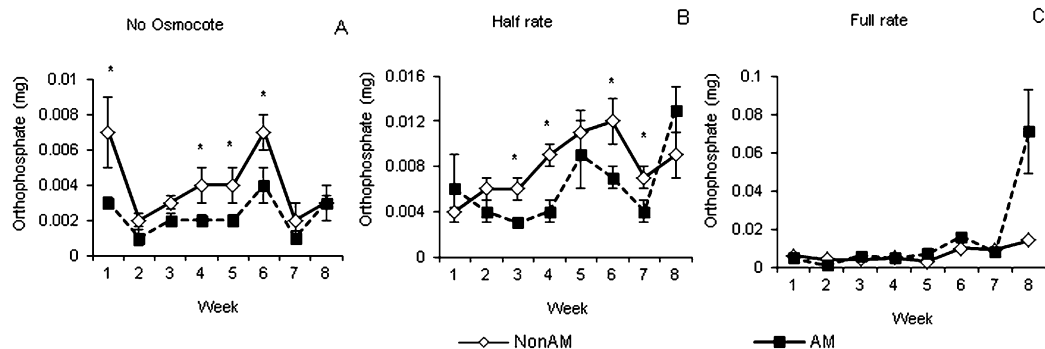 No Osmocote
A
Orthophosphate (mg)
0.01
0.008
0.006
0.004
0.002
0
*
*
*
*
1 2 3 4 5 6 7 8
Week
Half rate
B
Orthophosphate (mg)
0.016
0.012
0.008
0.004
0.000
*
*
*
*
1 2 3 4 5 6 7 8
Week
Full rate
C
Orthophosphate (mg)
0.1
0.08
0.06
0.04
0.02
0
1 2 3 4 5 6 7 8
Week
NonAM
AM